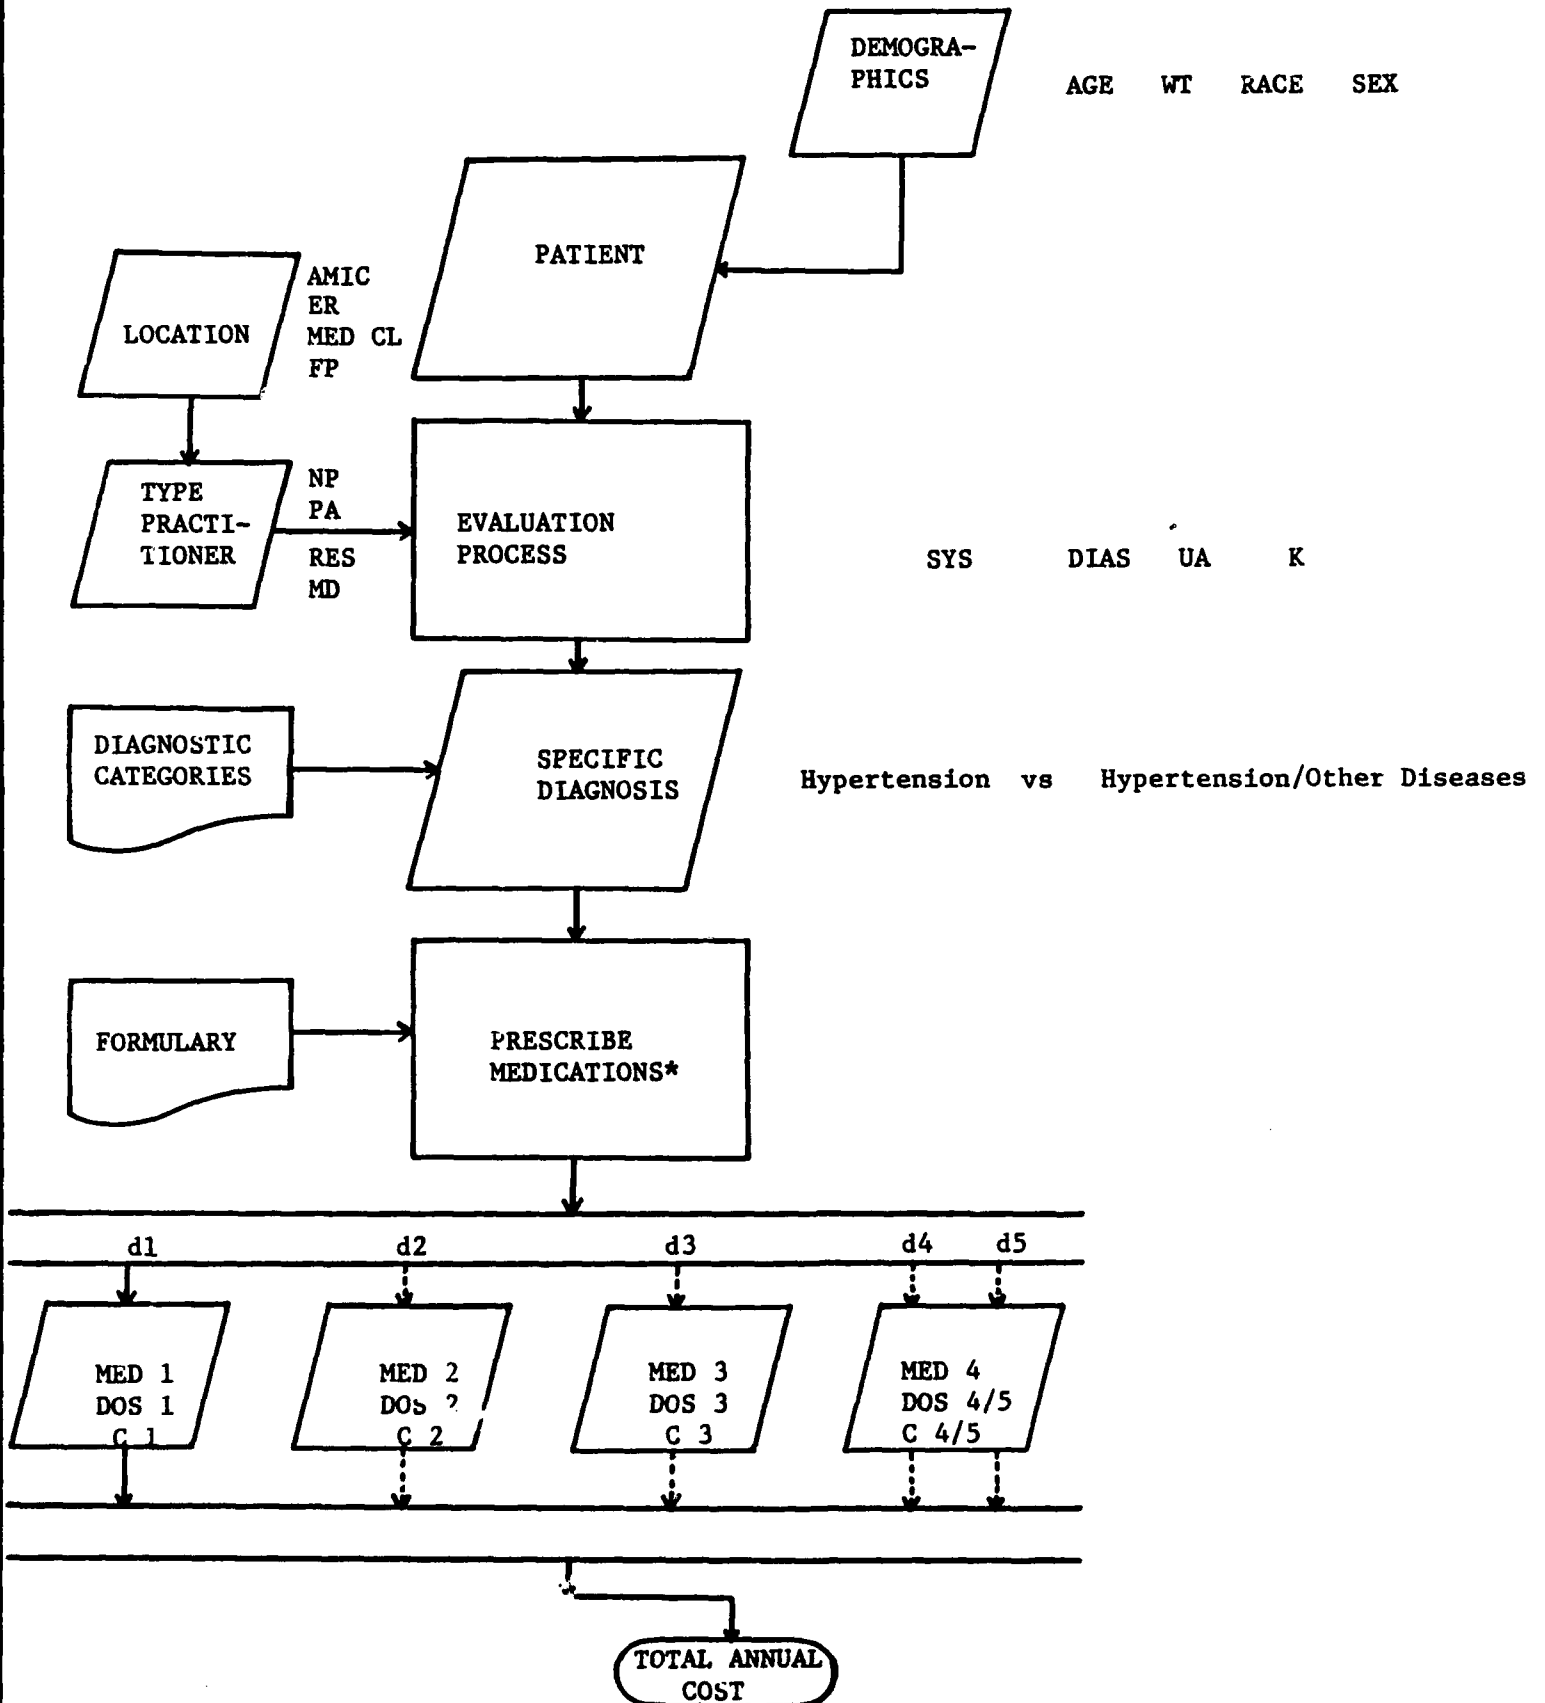 DEMOGRA-
PHICS
AGE WT RACE SEX
PATIENT
LOCATION
AMIC
ER
MED CL
FP
TYPE
PRACTI-
TIONER
NP
PA
RES
MD
EVALUATION
PROCESS
SYS DIAS UA K
DIAGNOSTIC
CATEGORIES
SPECIFIC
DIAGNOSIS
Hypertension vs Hypertension/Other Diseases
FORMULARY
PRESCRIBE
MEDICATIONS*
d1 d2 d3 d4 d5
MED 1
DOS 1
C 1
MED 2
DOS 2
C 2
MED 3
DOS 3
C 3
MED 4
DOS 4/5
C 4/5
TOTAL ANNUAL
COST